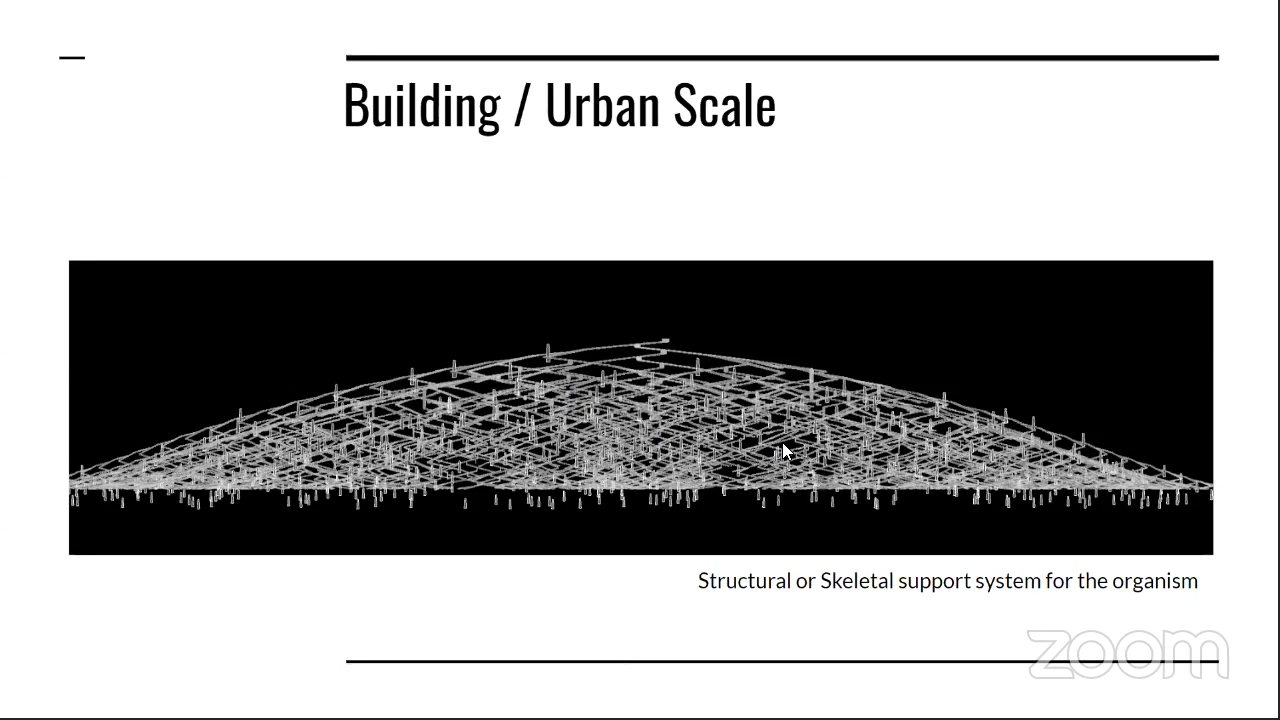 Building / Urban Scale
Structural or Skeletal support system for the organism
zoom